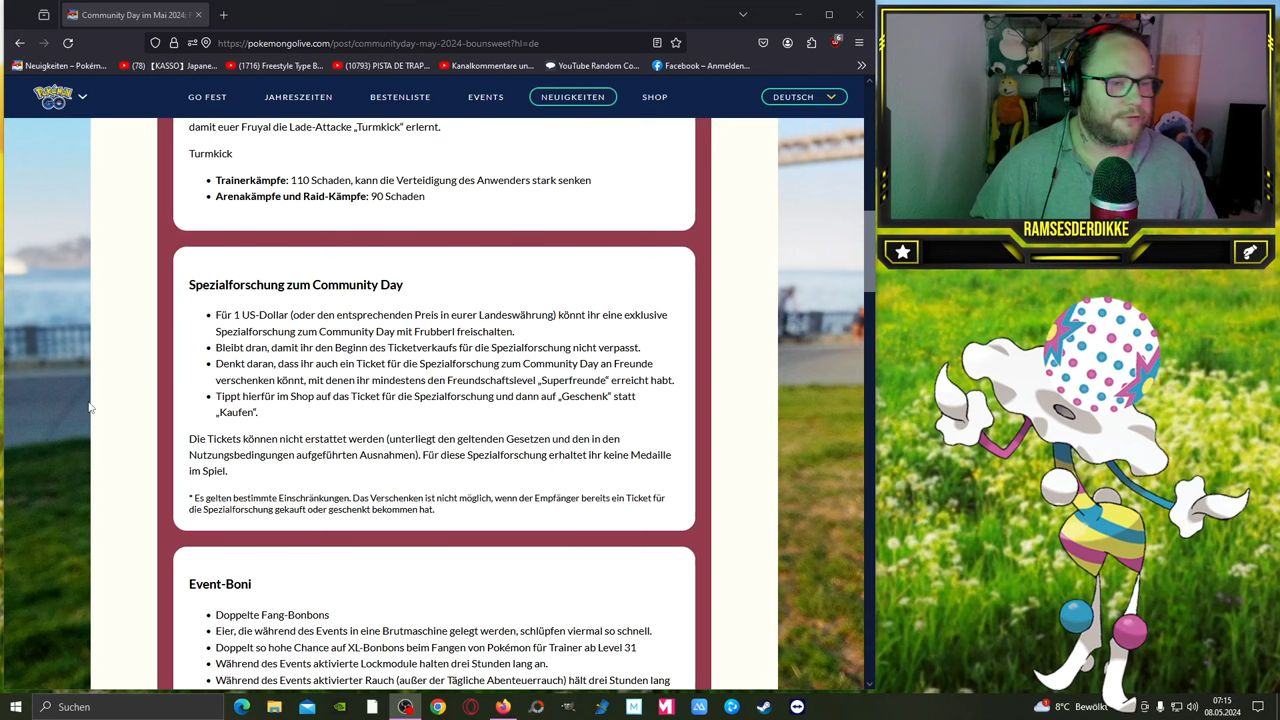 Community Day im Mai 2024:
https://pokemongolive.com/post/communityday-may-2024-bounsweet?hl=de
6
Neuigkeiten – Pokém...
(78) 【KASSO】Japane...
(1716) Freestyle Type B...
(10793) PISTA DE TRAP...
Kanalkommentare un...
YouTube Random Co...
Facebook – Anmelden...
POKÉMON GO
GO FEST
JAHRESZEITEN
BESTENLISTE
EVENTS
NEUIGKEITEN
SHOP
DEUTSCH
damit euer Fruyal die Lade-Attacke „Turmkick“ erlernt.
Turmkick
• Trainerkämpfe: 110 Schaden, kann die Verteidigung des Anwenders stark senken
• Arenakämpfe und Raid-Kämpfe: 90 Schaden
Spezialforschung zum Community Day
• Für 1 US-Dollar (oder den entsprechenden Preis in eurer Landeswährung) könnt ihr eine exklusive
Spezialforschung zum Community Day mit Frubberl freischalten.
• Bleibt dran, damit ihr den Beginn des Ticketverkaufs für die Spezialforschung nicht verpasst.
• Denkt daran, dass ihr auch ein Ticket für die Spezialforschung zum Community Day an Freunde
verschenken könnt, mit denen ihr mindestens den Freundschaftslevel „Superfreunde“ erreicht habt.
• Tippt hierfür im Shop auf das Ticket für die Spezialforschung und dann auf „Geschenk“ statt
„Kaufen“.
Die Tickets können nicht erstattet werden (unterliegt den geltenden Gesetzen und den in den
Nutzungsbedingungen aufgeführten Ausnahmen). Für diese Spezialforschung erhaltet ihr keine Medaille
im Spiel.
* Es gelten bestimmte Einschränkungen. Das Verschenken ist nicht möglich, wenn der Empfänger bereits ein Ticket für
die Spezialforschung gekauft oder geschenkt bekommen hat.
Event-Boni
• Doppelte Fang-Bonbons
• Eier, die während des Events in eine Brutmaschine gelegt werden, schlüpfen viermal so schnell.
• Doppelt so hohe Chance auf XL-Bonbons beim Fangen von Pokémon für Trainer ab Level 31
• Während des Events aktivierte Lockmodule halten drei Stunden lang an.
• Während des Events aktivierter Rauch (außer der Tägliche Abenteuerrauch) hält drei Stunden lang
RAMSESDERDIKKE
Suchen
8°C Bewölkt
07:15
08.05.2024